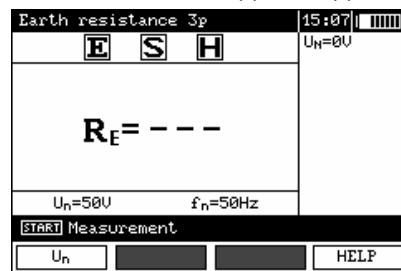 Earth resistance 3p 15:07
E S H UN=0V
RE= - - -
Un=50V fn=50Hz
START Measurement
Un HELP